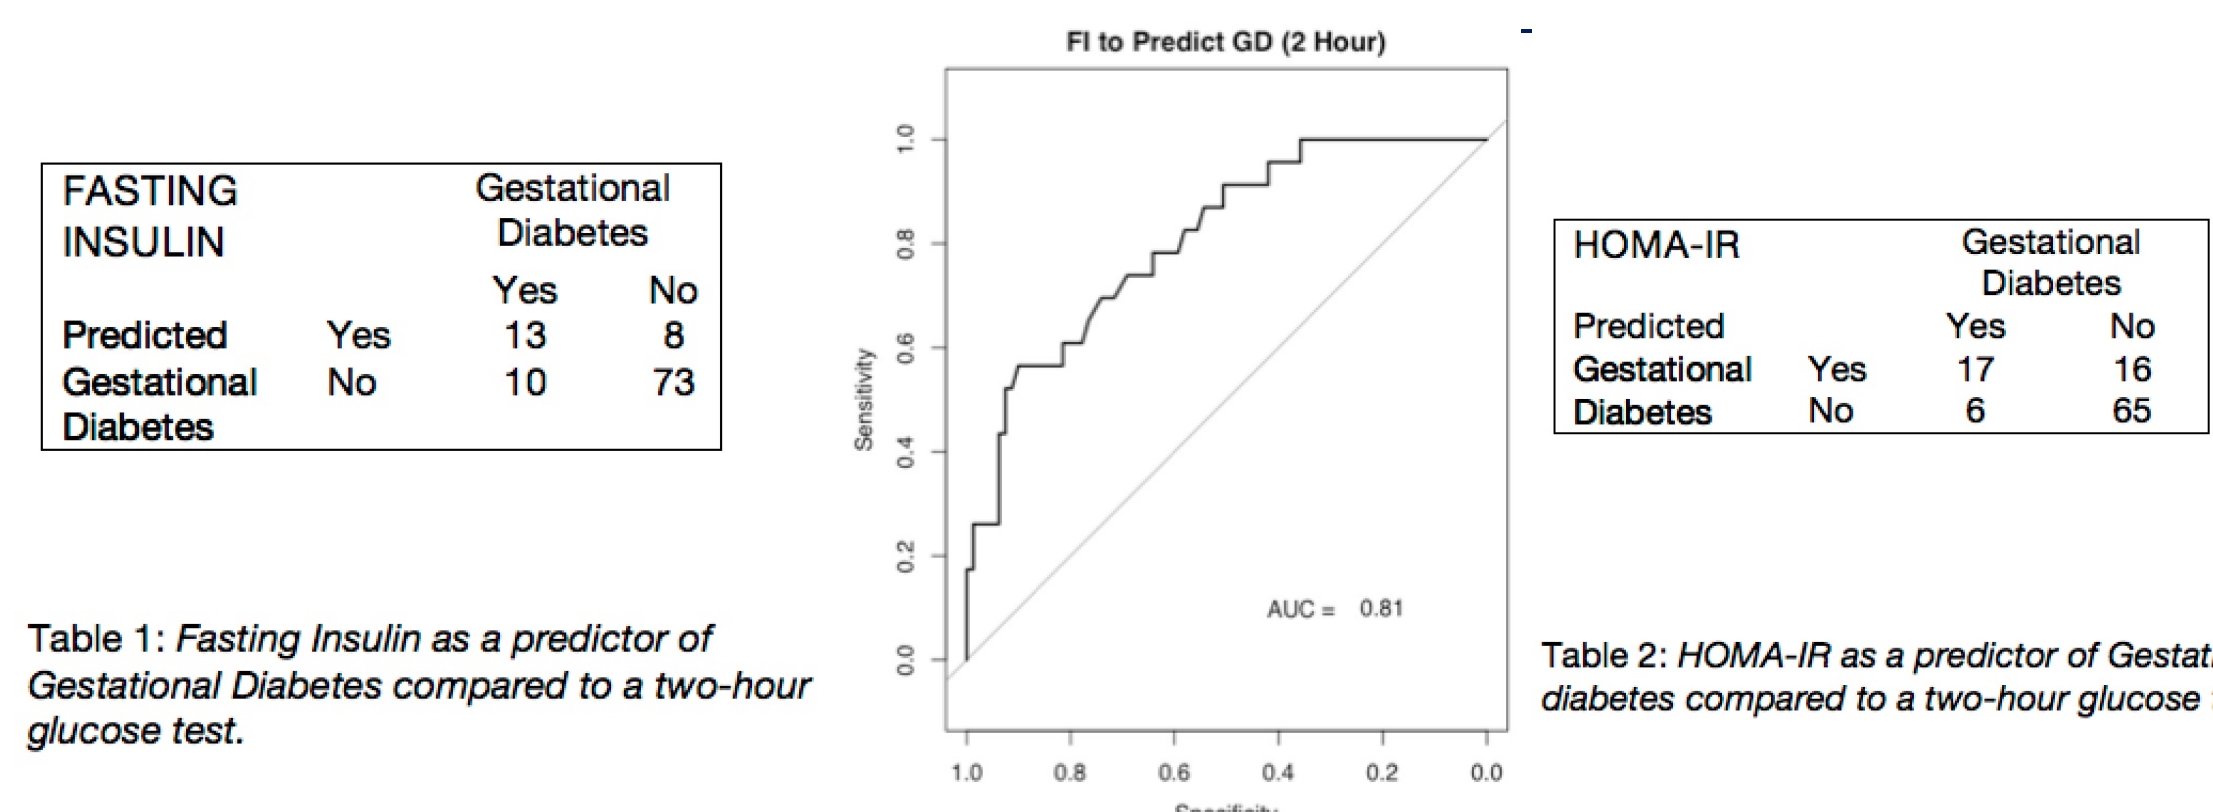 FASTING
INSULIN
Gestational
Diabetes
Yes No
Predicted Yes 13 8
Gestational No 10 73
Diabetes
Table 1: Fasting Insulin as a predictor of
Gestational Diabetes compared to a two-hour
glucose test.
FI to Predict GD (2 Hour)
Sensitivity
1.0
0.8
0.6
0.4
0.2
0.0
AUC = 0.81
1.0 0.8 0.6 0.4 0.2 0.0
HOMA-IR Gestational
Diabetes
Predicted Yes No
Gestational Yes 17 16
Diabetes No 6 65
Table 2: HOMA-IR as a predictor of
diabetes compared to a two-hour glucose